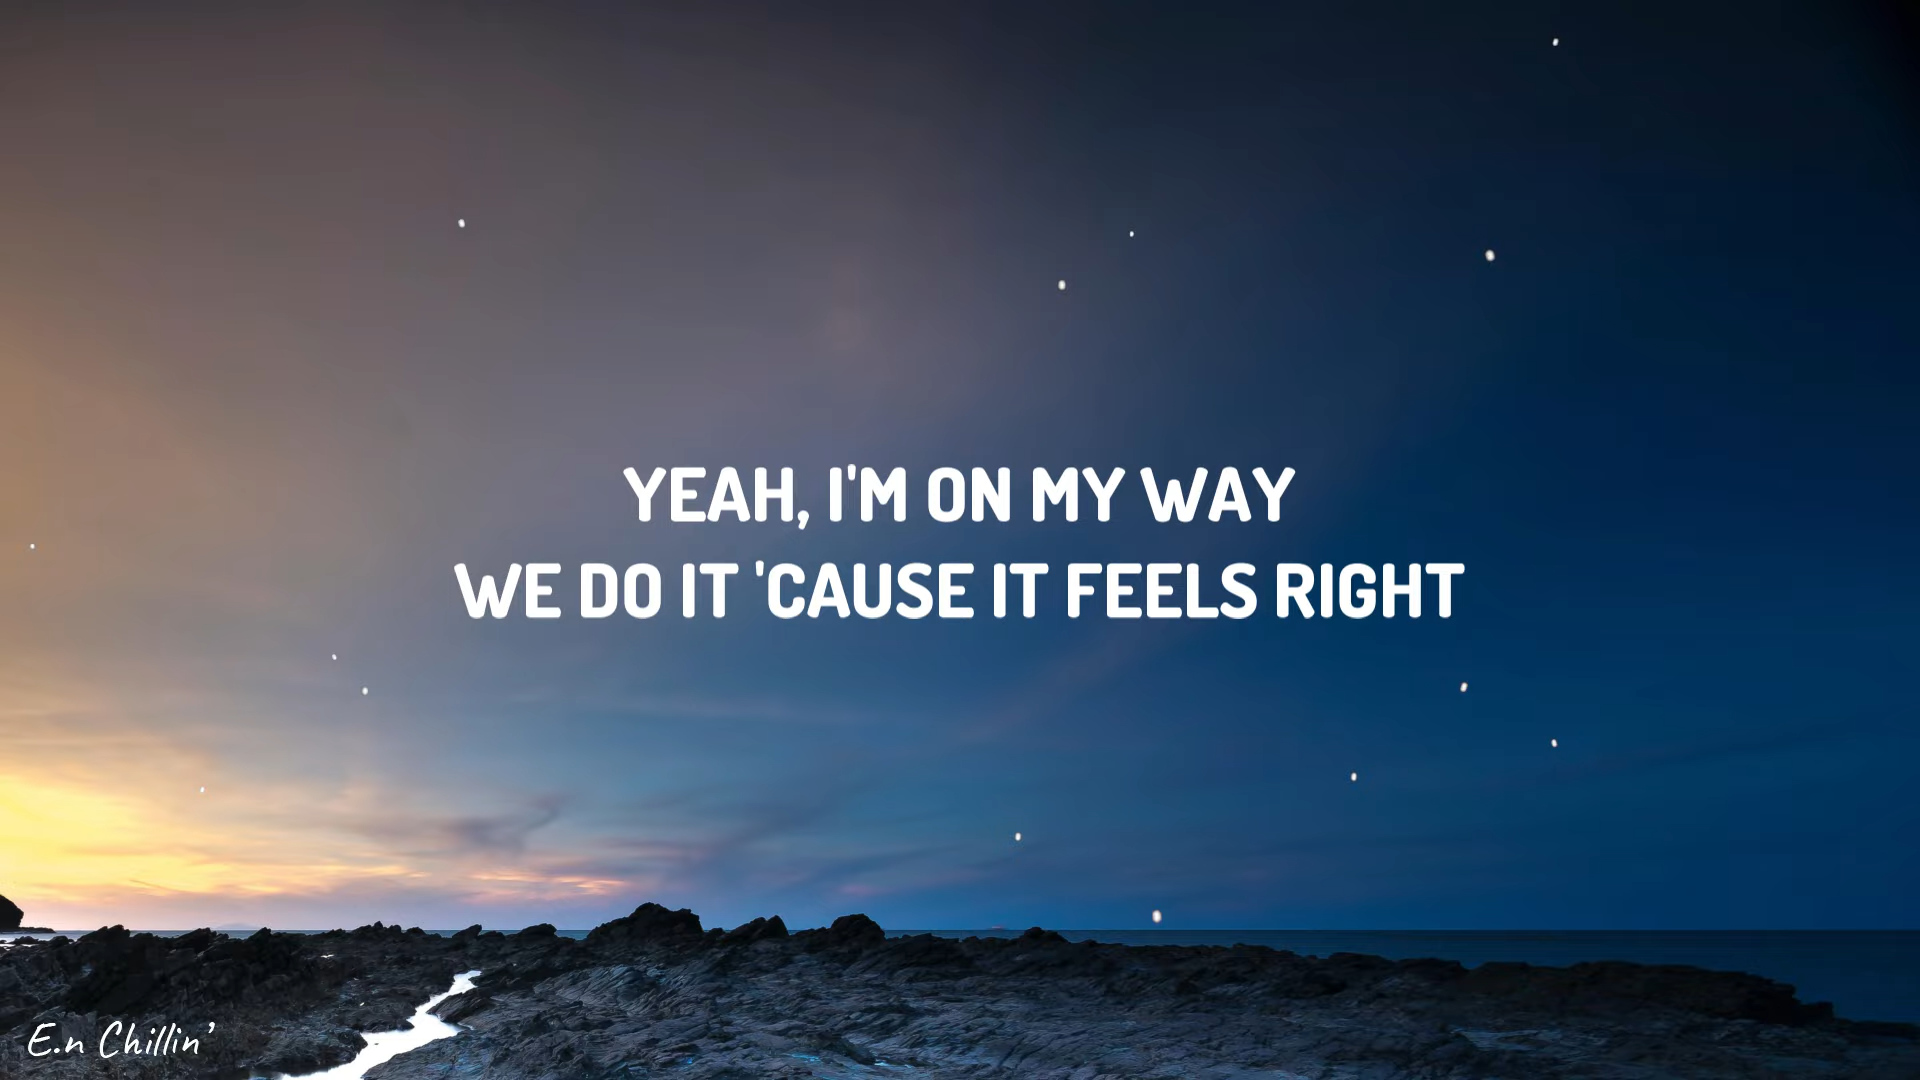 YEAH, I'M ON MY WAY
WE DO IT 'CAUSE IT FEELS RIGHT
E.n Chillin'